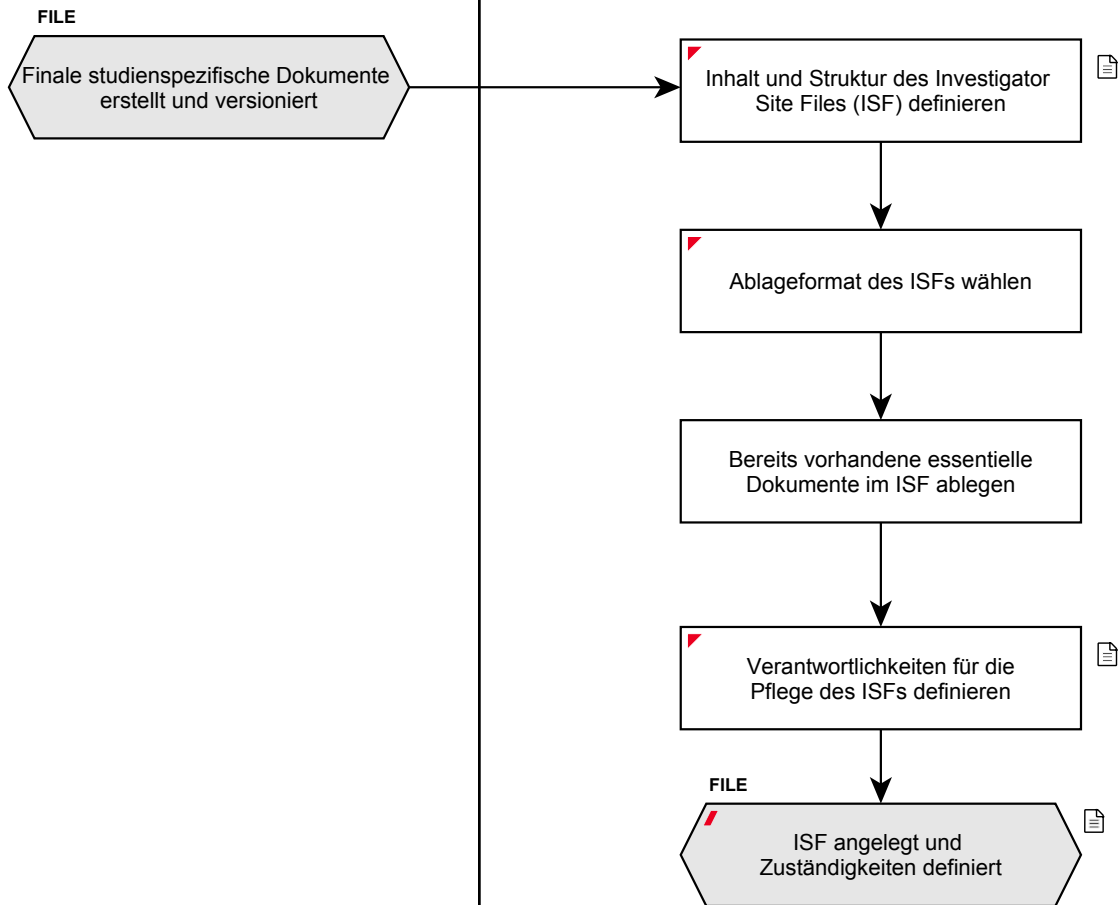 FILE
Finale studienspezifische Dokumente
erstellt und versioniert
Inhalt und Struktur des Investigator
Site Files (ISF) definieren
Ablageformat des ISFs wählen
Bereits vorhandene essentielle
Dokumente im ISF ablegen
Verantwortlichkeiten für die
Pflege des ISFs definieren
FILE
ISF angelegt und
Zuständigkeiten definiert